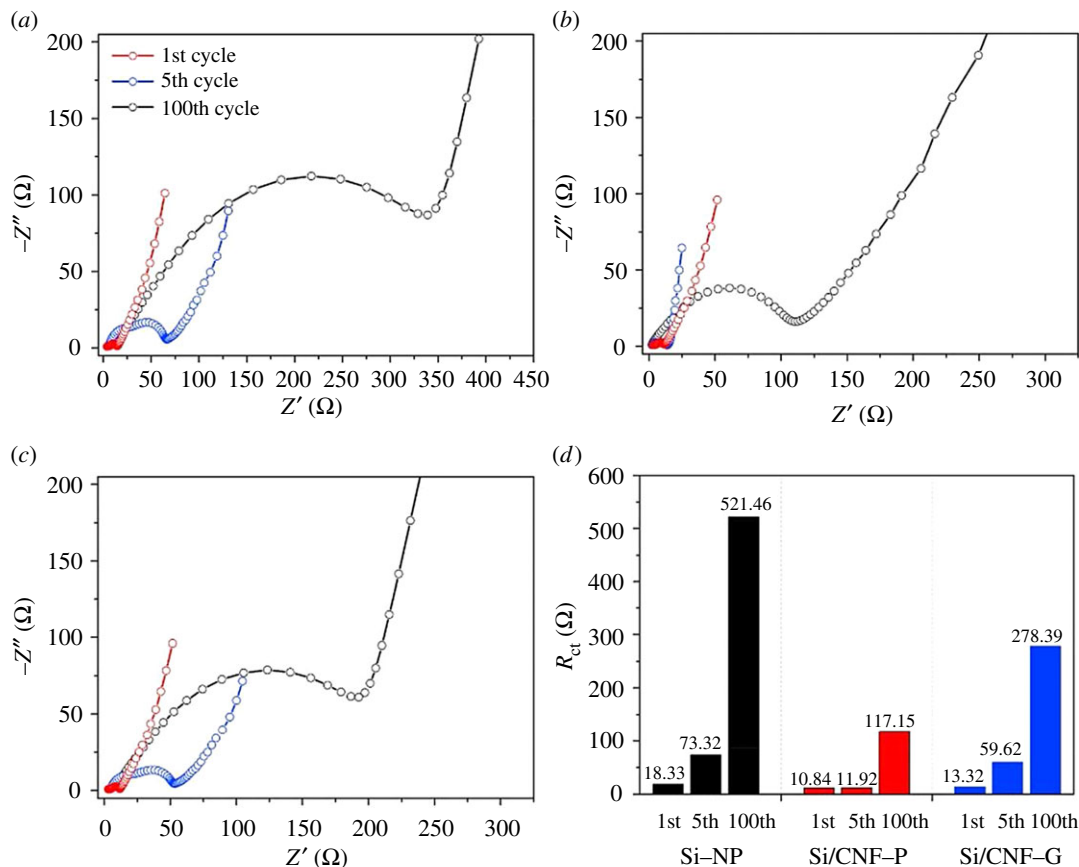 (a)
200
150
100
50
0
–Z″ (Ω)
1st cycle
5th cycle
100th cycle
0 50 100 150 200 250 300 350 400 450
Z′ (Ω)
(b)
200
150
100
50
0
–Z″ (Ω)
0 50 100 150 200 250 300
Z′ (Ω)
(c)
200
150
100
50
0
–Z″ (Ω)
0 50 100 150 200 250 300
Z′ (Ω)
(d)
600
500
400
300
200
100
0
R_ct (Ω)
18.33 73.32 521.46
10.84 11.92 117.15
13.32 59.62 278.39
1st 5th 100th 1st 5th 100th 1st 5th 100th
Si–NP Si/CNF–P Si/CNF–G